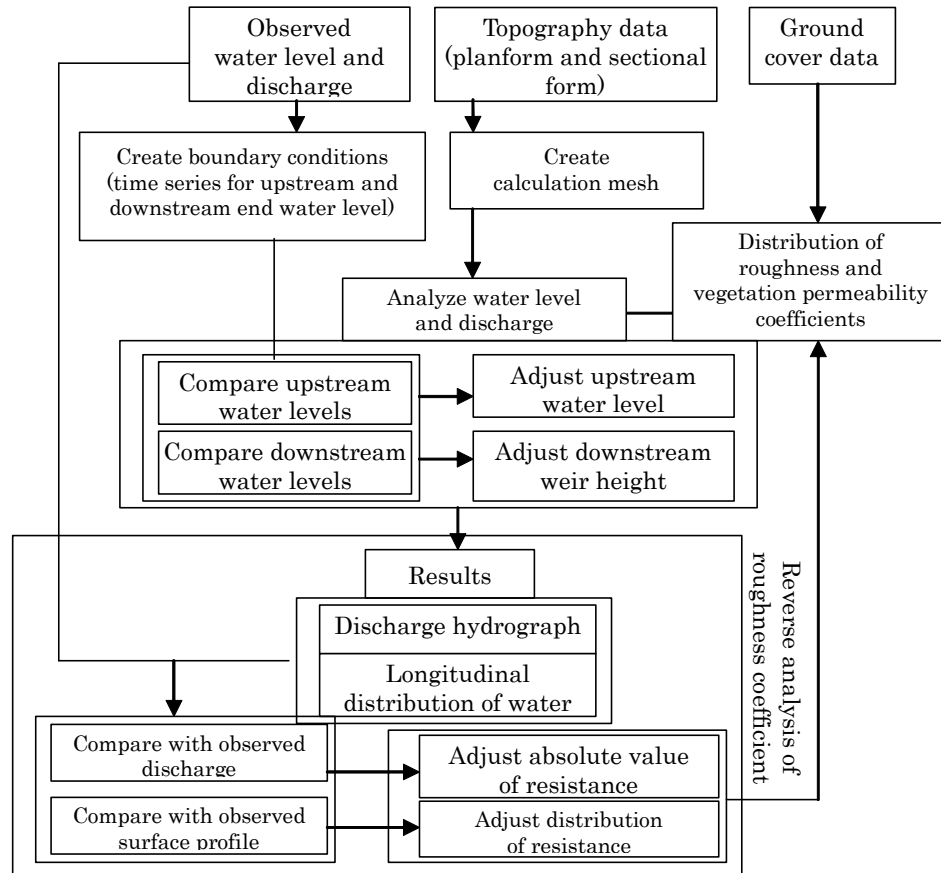 Observed
water level and
discharge
Topography data
(planform and sectional
form)
Ground
cover data
Create boundary conditions
(time series for upstream and
downstream end water level)
Create
calculation mesh
Distribution of
roughness and
vegetation permeability
coefficients
Analyze water level
and discharge
Compare upstream
water levels
Adjust upstream
water level
Compare downstream
water levels
Adjust downstream
weir height
Results
Discharge hydrograph
Longitudinal
distribution of water
Reverse analysis of
roughness coefficient
Compare with observed
discharge
Adjust absolute value
of resistance
Compare with observed
surface profile
Adjust distribution
of resistance